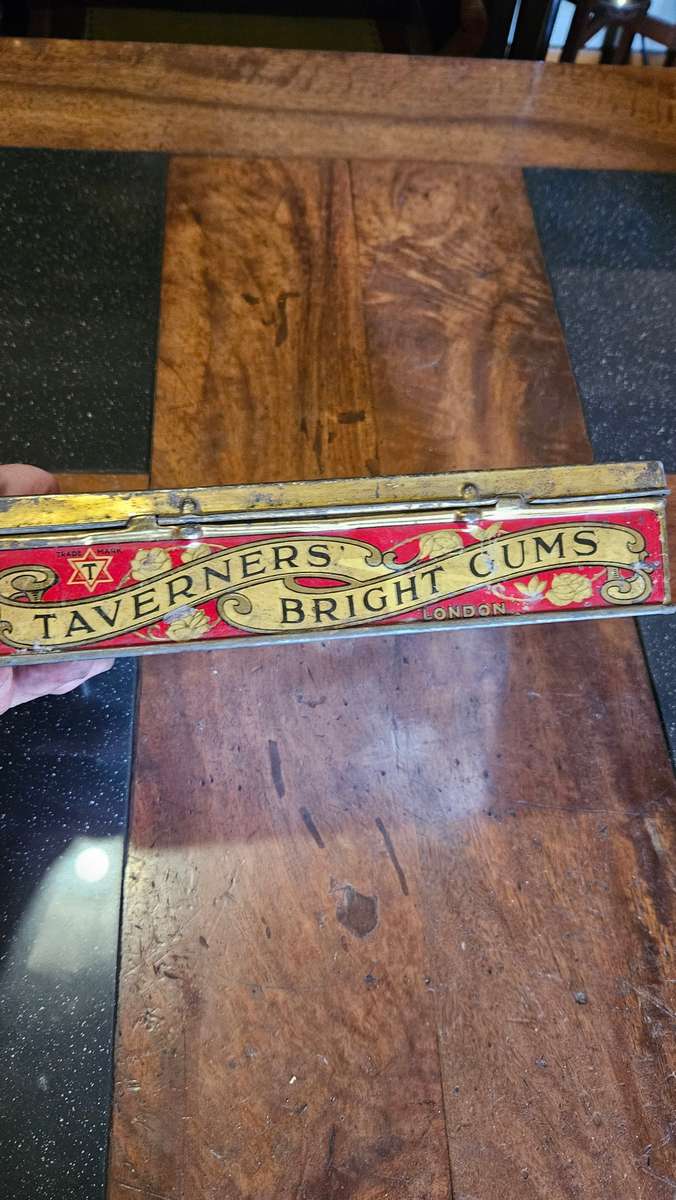 TRADE MARK
T
TAVERNERS'
BRIGHT GUMS
LONDON